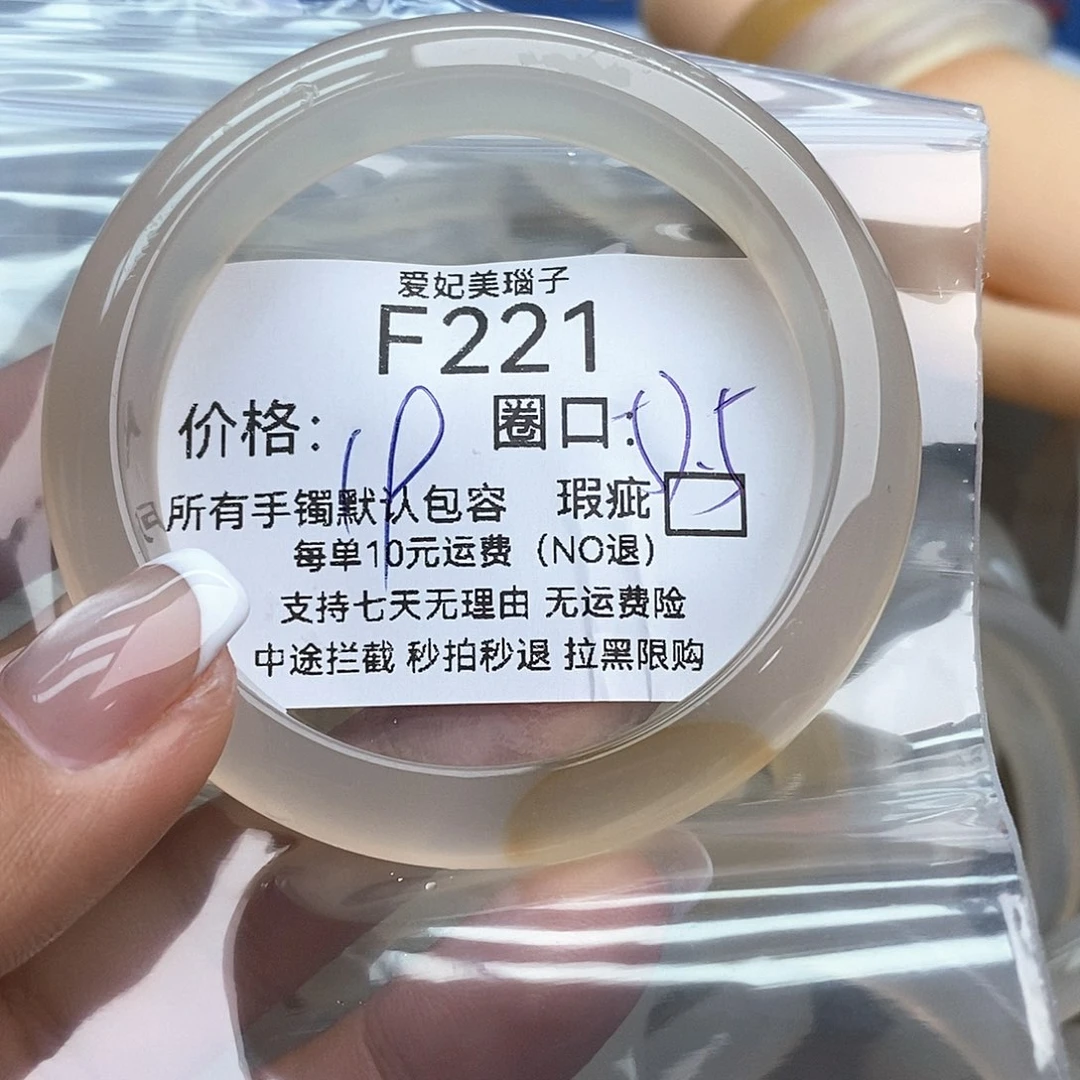 爱妃美瑙子
F221
价格： 圈口：
所有手镯默认包容 瑕疵
每单10元运费（NO退）
支持七天无理由 无运费险
中途拦截 秒拍秒退 拉黑限购